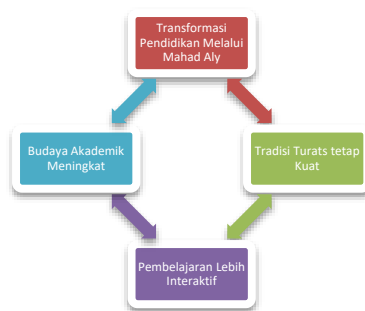 Transformasi
Pendidikan Melalui
Mahad Aly
Budaya Akademik
Meningkat
Tradisi Turats tetap
Kuat
Pembelajaran Lebih
Interaktif